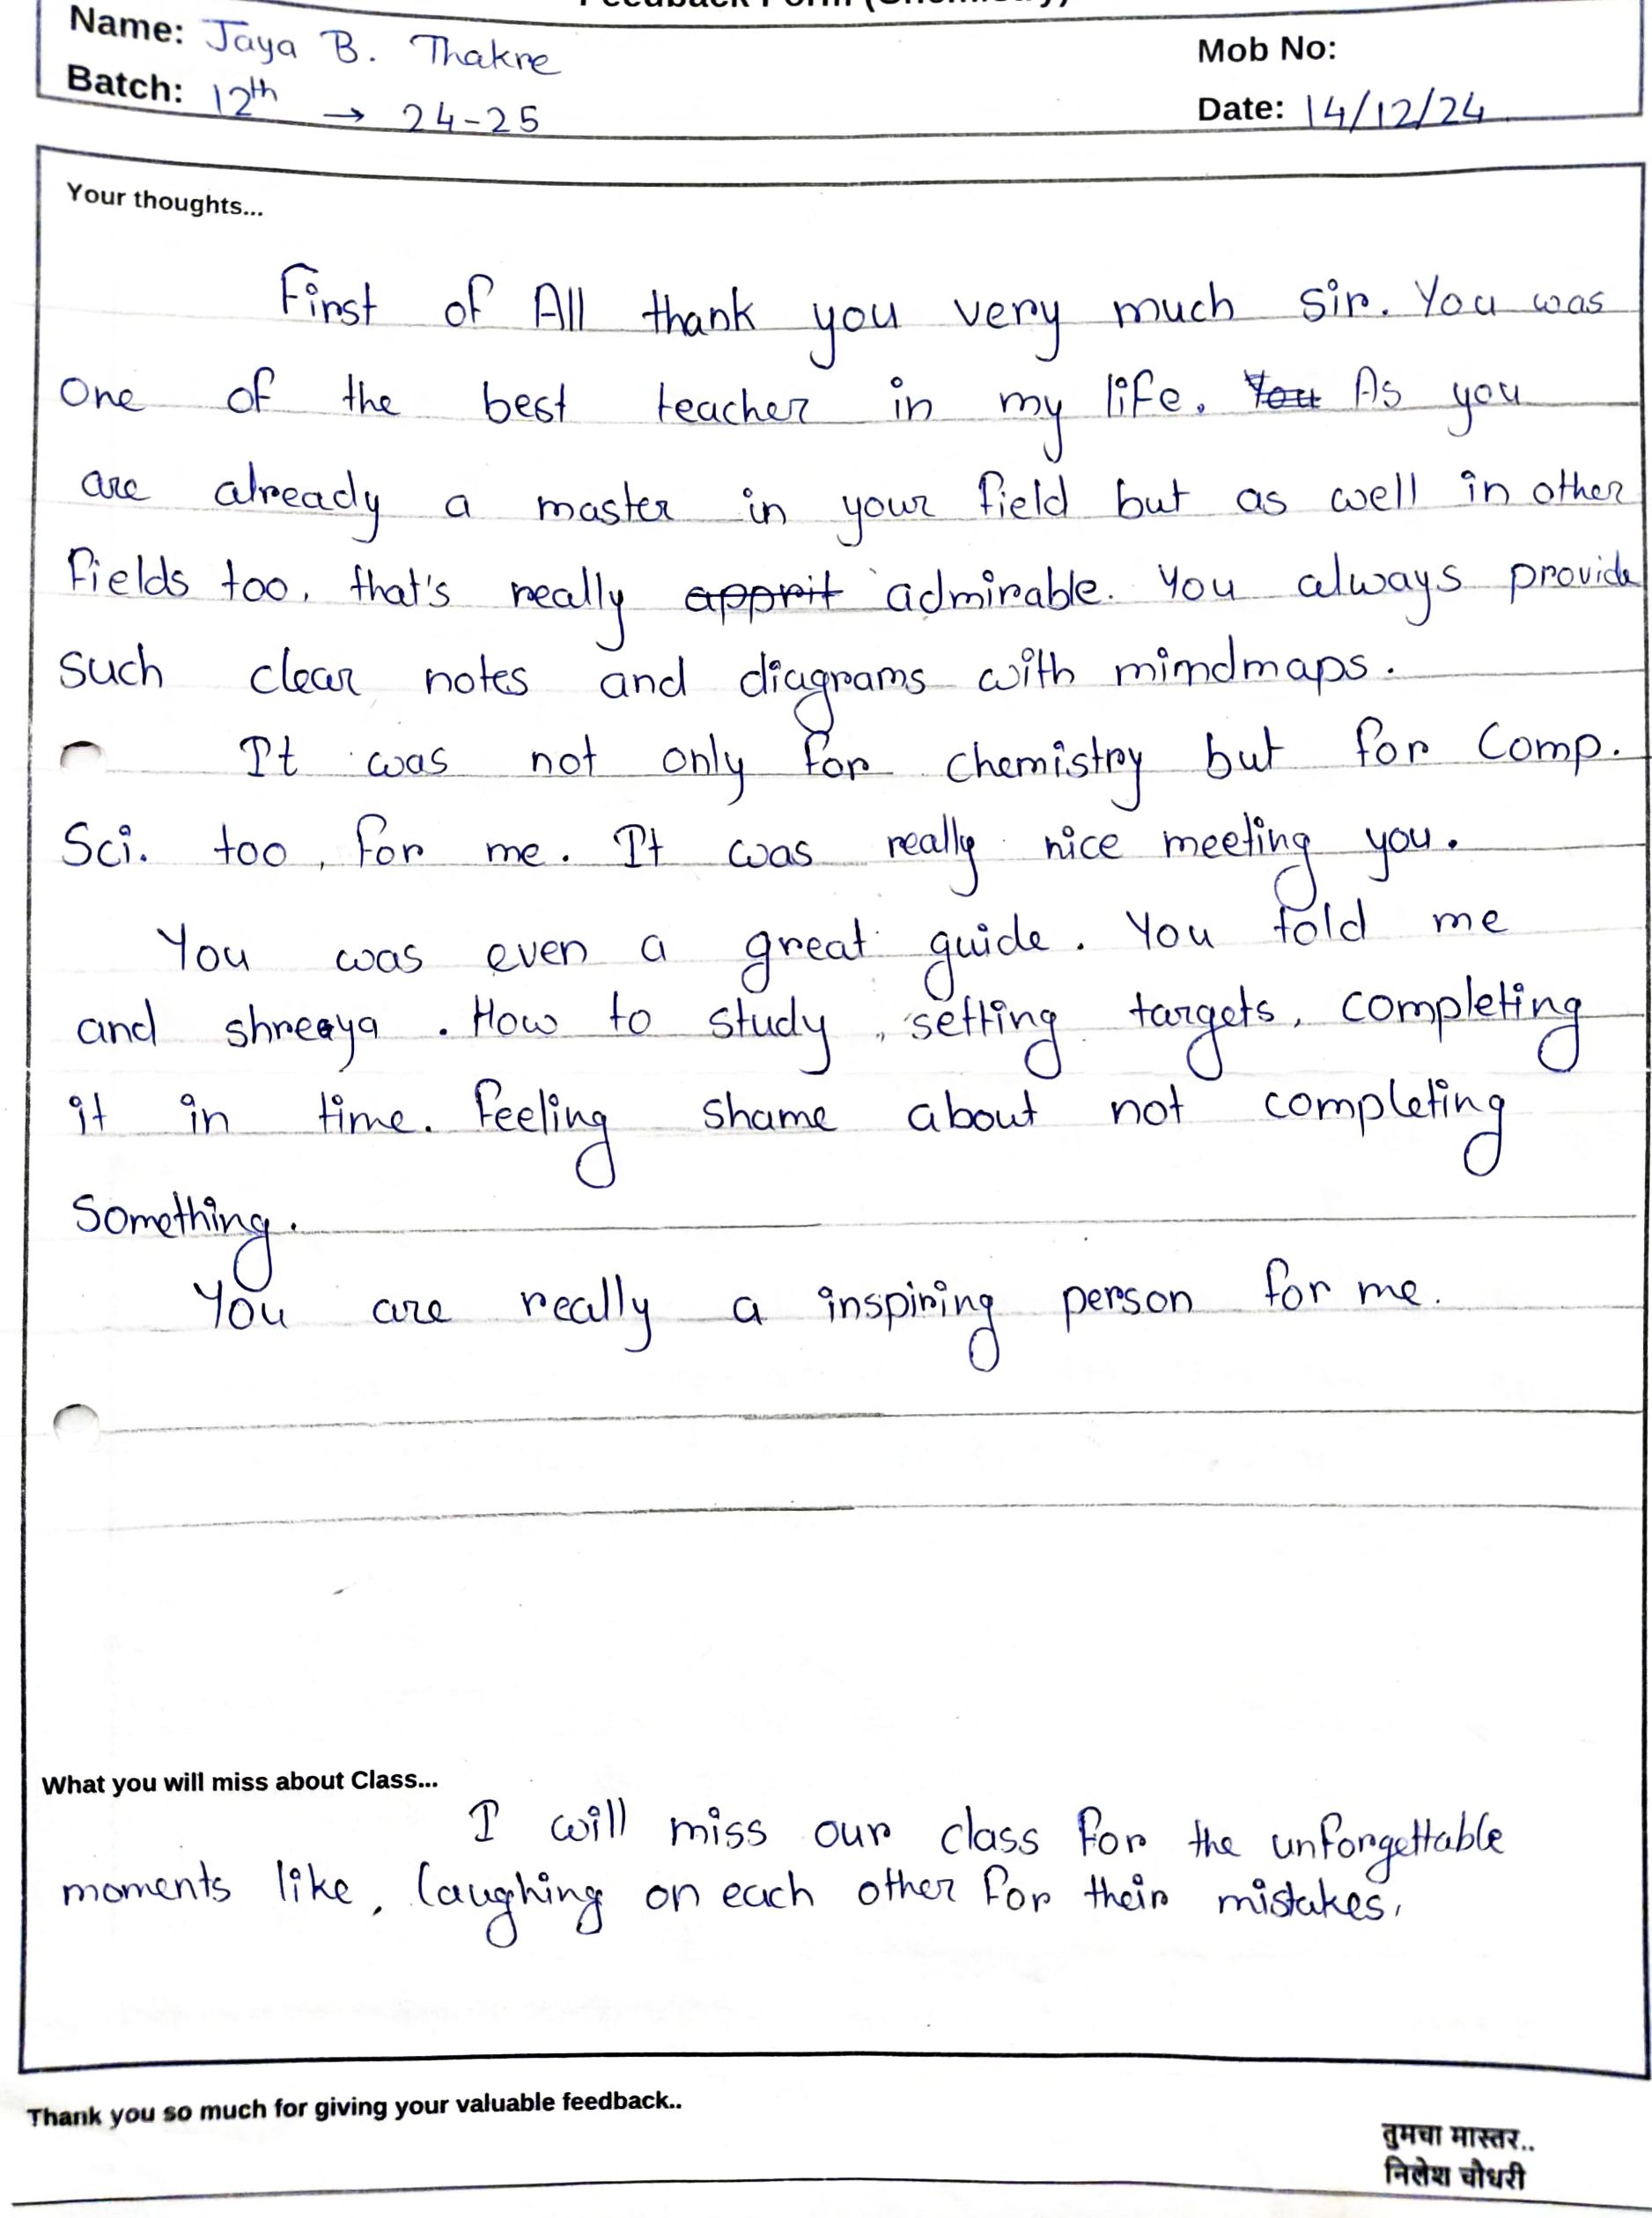 Feedback Form (Chemistry)
Name: Jaya B. Thakre
Mob No:
Batch: 12th → 24-25
Date: 14/12/24
Your thoughts...
First of All thank you very much sir. You was
one of the best teacher in my life. You As you
are already a master in your field but as well in other
fields too, that's really apprit admirable. You always provide
such clear notes and diagrams with mindmaps.
It was not only for chemistry but for Comp.
Sci. too, for me. It was really nice meeting you.
You was even a great guide. You told me
and shreeya. How to study, setting targets, completing
it in time. Feeling shame about not completing
Something.
You are really a inspiring person for me.
What you will miss about Class...
I will miss our class for the unforgettable
moments like, laughing on each other for their mistakes,
Thank you so much for giving your valuable feedback..
तुमचा मास्तर..
निलेश चौधरी